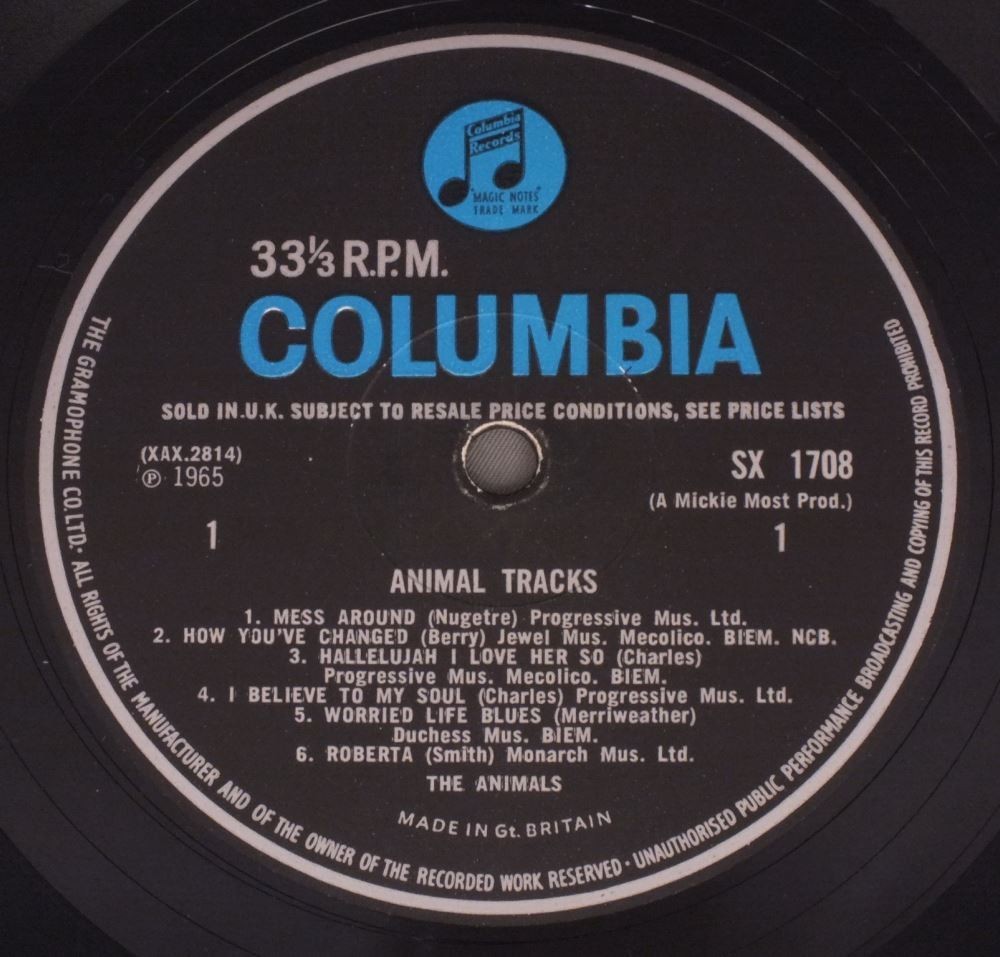 Columbia
Records
"MAGIC NOTES"
TRADE MARK
33⅓ R.P.M.
COLUMBIA
SOLD IN U.K. SUBJECT TO RESALE PRICE CONDITIONS, SEE PRICE LISTS
(XAX.2814)
℗ 1965
1
SX 1708
(A Mickie Most Prod.)
1
ANIMAL TRACKS
1. MESS AROUND (Nugetre) Progressive Mus. Ltd.
2. HOW YOU'VE CHANGED (Berry) Jewel Mus. Mecolico. BIEM. NCB.
3. HALLELUJAH I LOVE HER SO (Charles)
Progressive Mus. Mecolico. BIEM.
4. I BELIEVE TO MY SOUL (Charles) Progressive Mus. Ltd.
5. WORRIED LIFE BLUES (Merriweather)
Duchess Mus. BIEM.
6. ROBERTA (Smith) Monarch Mus. Ltd.
THE ANIMALS
MADE IN Gt. BRITAIN
THE GRAMOPHONE CO. LTD. · ALL RIGHTS OF THE MANUFACTURER AND OF THE OWNER OF THE RECORDED WORK RESERVED · UNAUTHORISED PUBLIC PERFORMANCE BROADCASTING AND COPYING OF THIS RECORD PROHIBITED